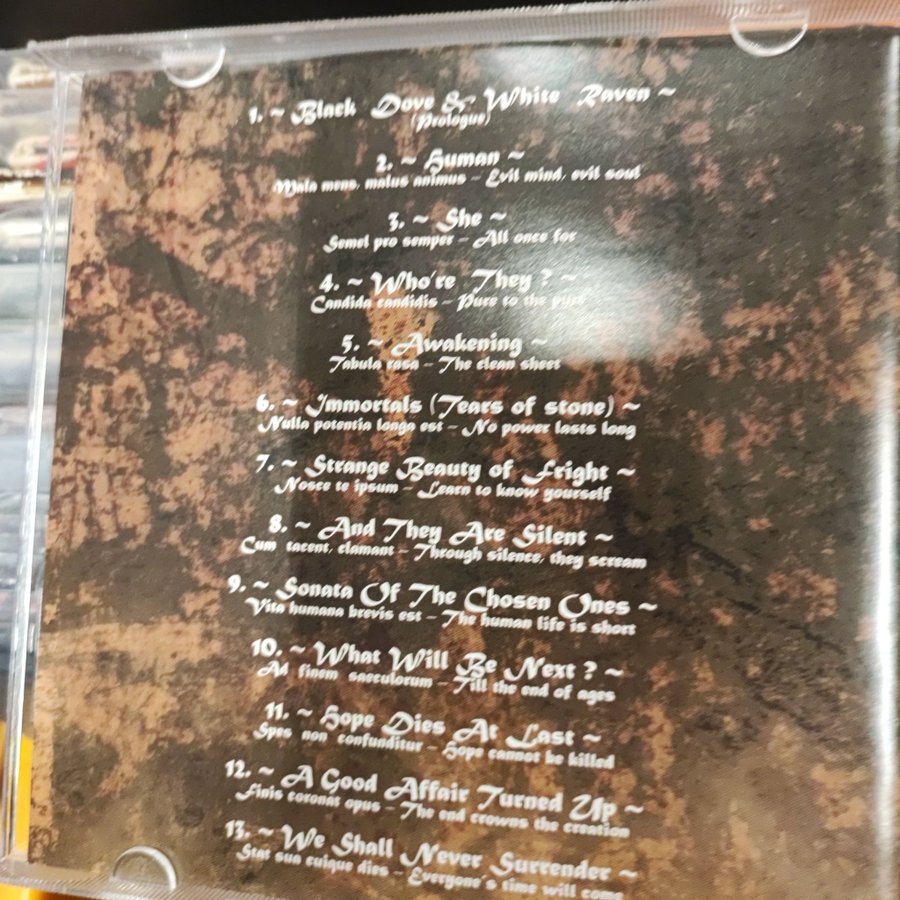 1. ~ Black Dove & White Raven ~
(Prologue)
2. ~ Human ~
Mala mens, malus animus – Evil mind, evil soul
3. ~ She ~
Semel pro semper – All once for
4. ~ Who're They ? ~
Candida candidis – Pure to the pure
5. ~ Awakening ~
Tabula rasa – The clean sheet
6. ~ Immortals (Tears of stone) ~
Nulla potentia longa est – No power lasts long
7. ~ Strange Beauty of Fright ~
Nosce te ipsum – Learn to know yourself
8. ~ And They Are Silent ~
Cum tacent, clamant – Through silence, they scream
9. ~ Sonata Of The Chosen Ones ~
Vita humana brevis est – The human life is short
10. ~ What Will Be Next ? ~
Ad finem saeculorum – Till the end of ages
11. ~ Hope Dies At Last ~
Spes non confunditur – Hope cannot be killed
12. ~ A Good Affair Turned Up ~
Finis coronat opus – The end crowns the creation
13. ~ We Shall Never Surrender ~
Stat sua cuique dies – Everyone's time will come